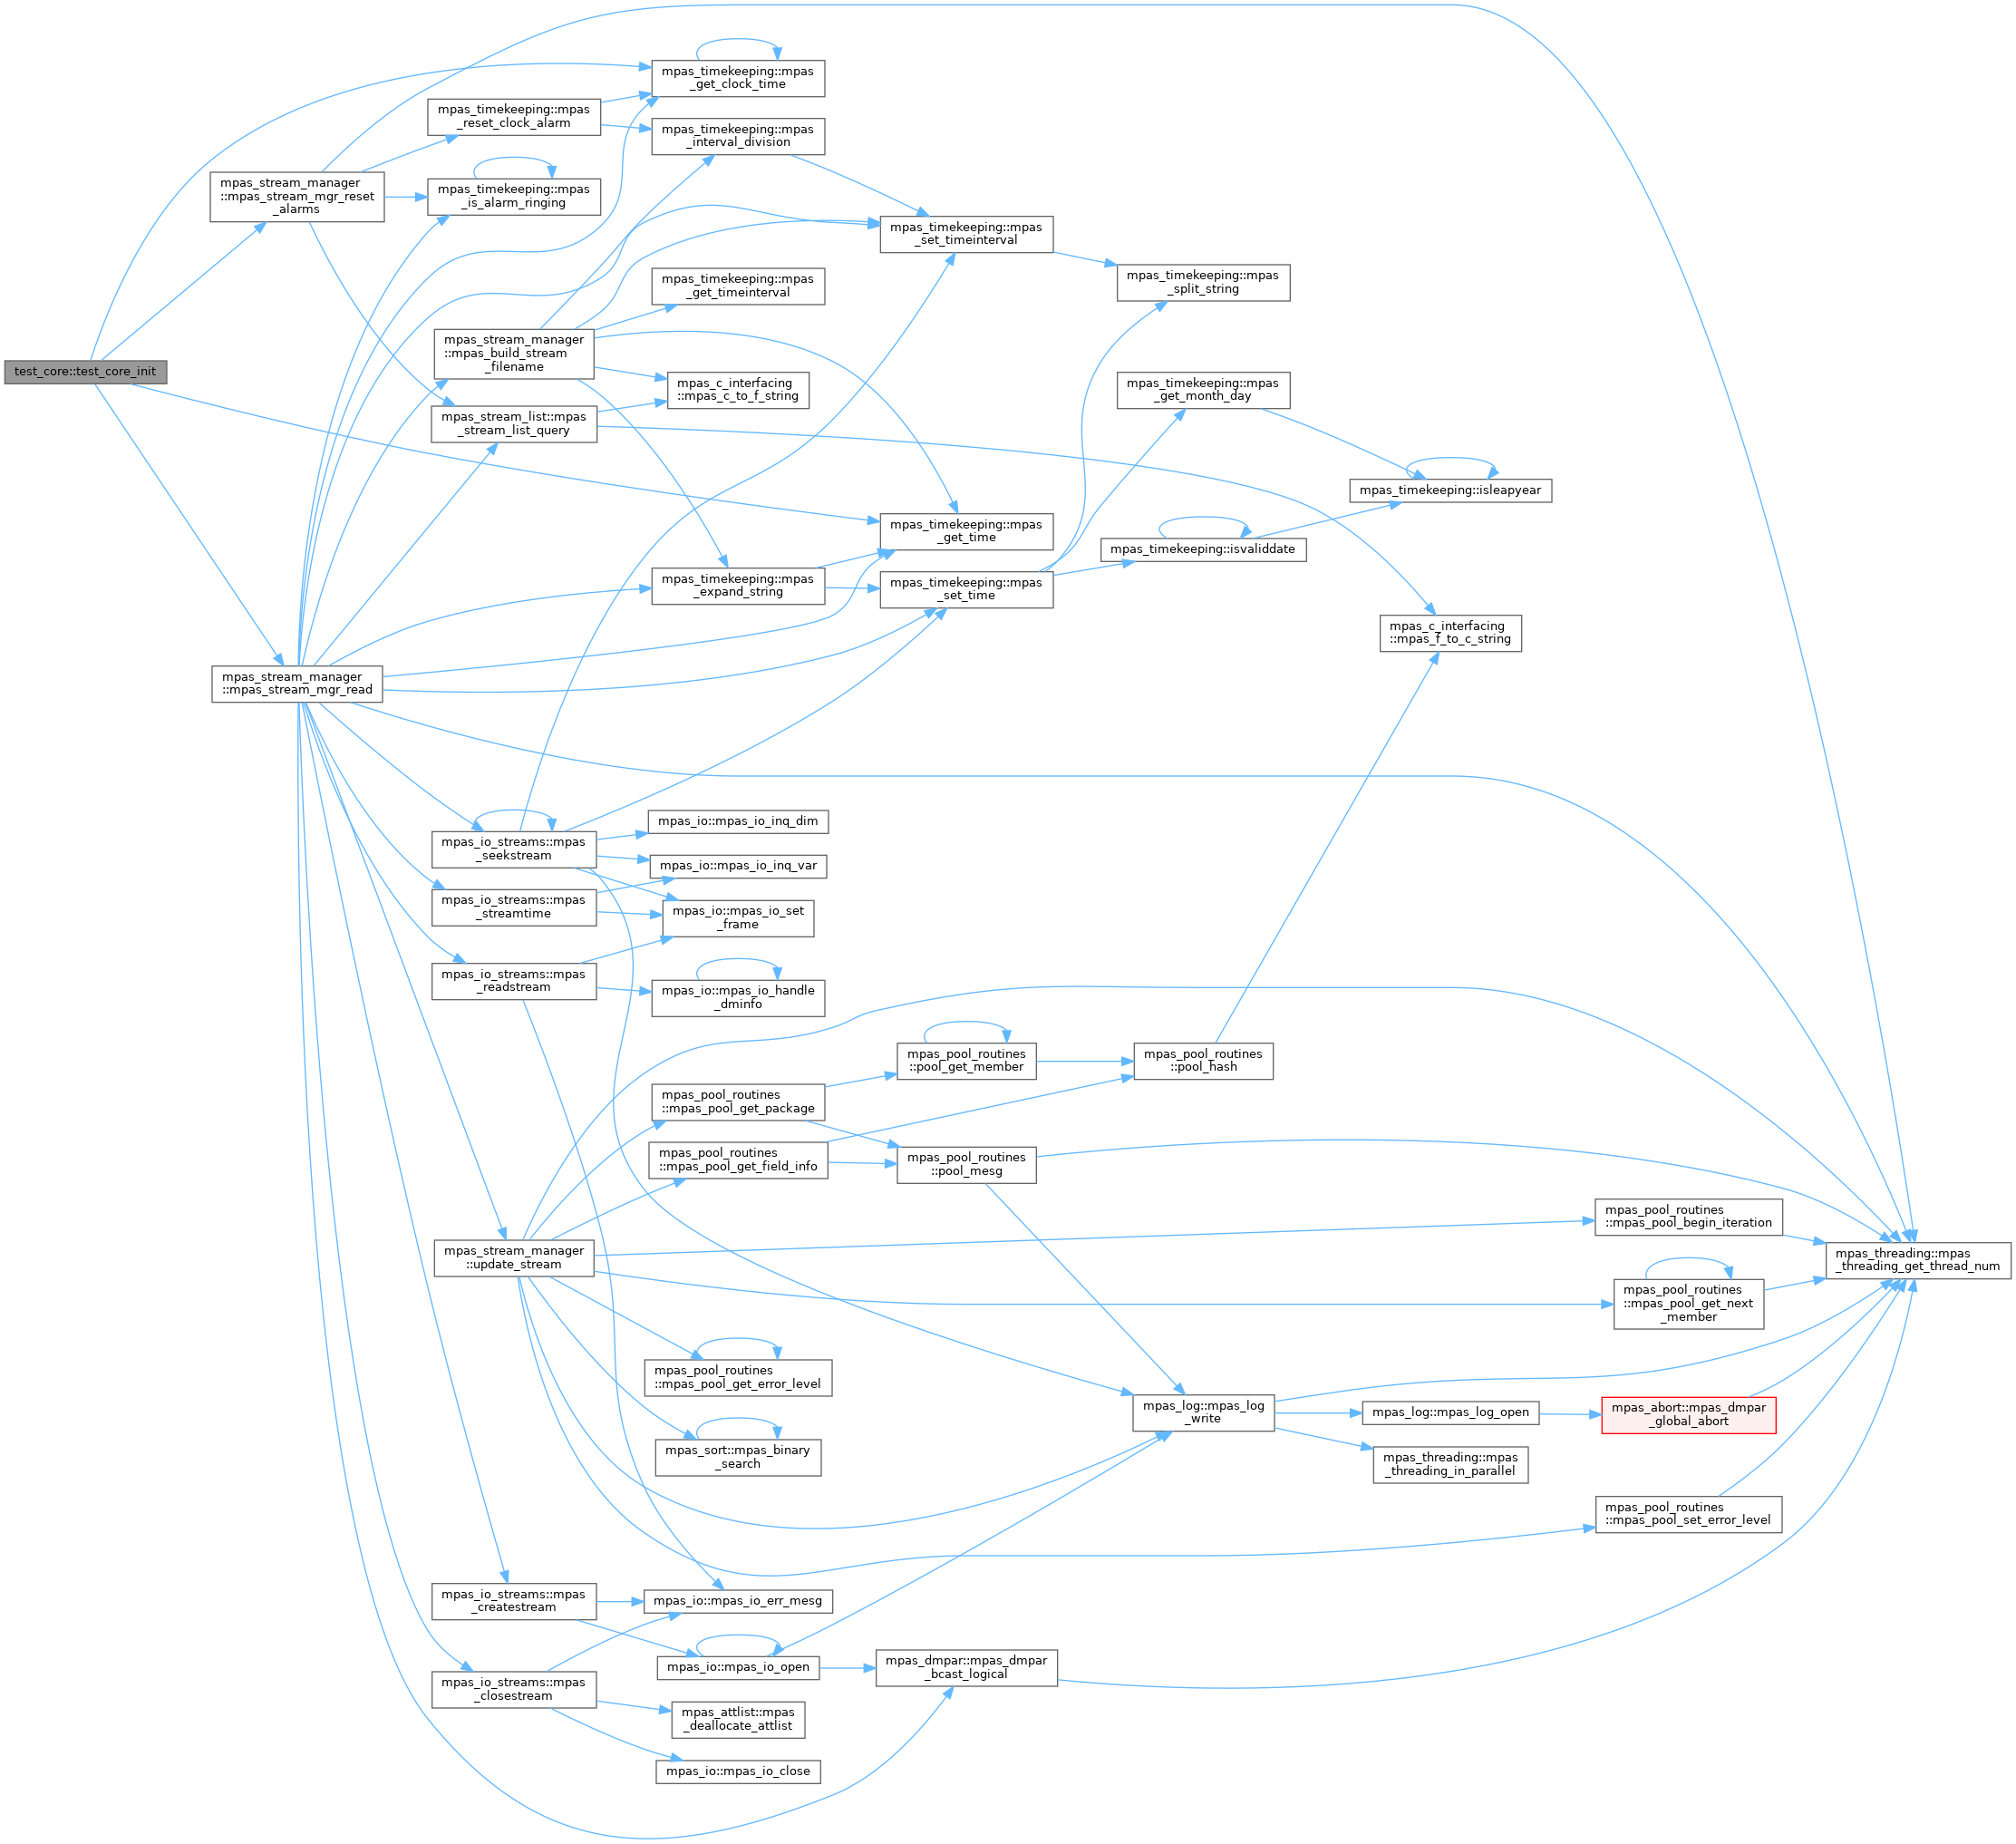 mpas_timekeeping::mpas
_get_clock_time
mpas_timekeeping::mpas
_reset_clock_alarm
mpas_timekeeping::mpas
_interval_division
mpas_stream_manager
::mpas_stream_mgr_reset
_alarms
mpas_timekeeping::mpas
_is_alarm_ringing
mpas_timekeeping::mpas
_set_timeinterval
mpas_timekeeping::mpas
_split_string
mpas_timekeeping::mpas
_get_timeinterval
mpas_stream_manager
::mpas_build_stream
_filename
test_core::test_core_init
mpas_c_interfacing
::mpas_c_to_f_string
mpas_timekeeping::mpas
_get_month_day
mpas_stream_list::mpas
_stream_list_query
mpas_timekeeping::isleapyear
mpas_timekeeping::mpas
_get_time
mpas_timekeeping::isvaliddate
mpas_timekeeping::mpas
_expand_string
mpas_timekeeping::mpas
_set_time
mpas_c_interfacing
::mpas_f_to_c_string
mpas_stream_manager
::mpas_stream_mgr_read
mpas_io::mpas_io_inq_dim
mpas_io_streams::mpas
_seekstream
mpas_io::mpas_io_inq_var
mpas_io_streams::mpas
_streamtime
mpas_io::mpas_io_set
_frame
mpas_io_streams::mpas
_readstream
mpas_io::mpas_io_handle
_dminfo
mpas_pool_routines
::pool_get_member
mpas_pool_routines
::pool_hash
mpas_pool_routines
::mpas_pool_get_package
mpas_pool_routines
::mpas_pool_get_field_info
mpas_pool_routines
::pool_mesg
mpas_pool_routines
::mpas_pool_begin_iteration
mpas_stream_manager
::update_stream
mpas_threading::mpas
_threading_get_thread_num
mpas_pool_routines
::mpas_pool_get_next
_member
mpas_pool_routines
::mpas_pool_get_error_level
mpas_log::mpas_log
_write
mpas_log::mpas_log_open
mpas_abort::mpas_dmpar
_global_abort
mpas_sort::mpas_binary
_search
mpas_threading::mpas
_threading_in_parallel
mpas_pool_routines
::mpas_pool_set_error_level
mpas_io_streams::mpas
_createstream
mpas_io::mpas_io_err_mesg
mpas_io::mpas_io_open
mpas_dmpar::mpas_dmpar
_bcast_logical
mpas_io_streams::mpas
_closestream
mpas_attlist::mpas
_deallocate_attlist
mpas_io::mpas_io_close